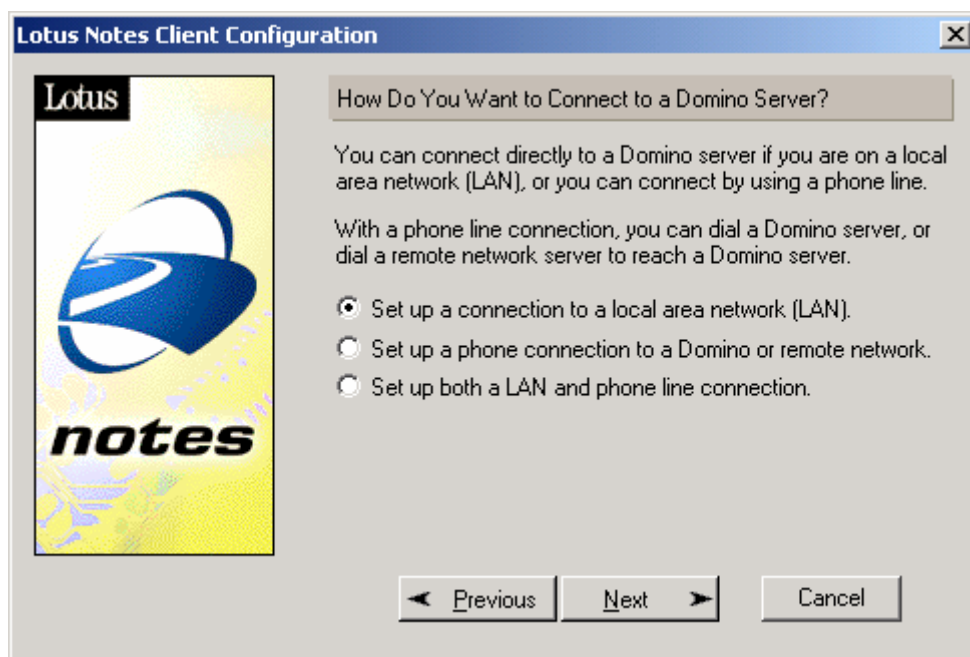 Lotus Notes Client Configuration
Lotus
notes
How Do You Want to Connect to a Domino Server?
You can connect directly to a Domino server if you are on a local
area network (LAN), or you can connect by using a phone line.
With a phone line connection, you can dial a Domino server, or
dial a remote network server to reach a Domino server.
Set up a connection to a local area network (LAN).
Set up a phone connection to a Domino or remote network.
Set up both a LAN and phone line connection.
Previous
Next
Cancel